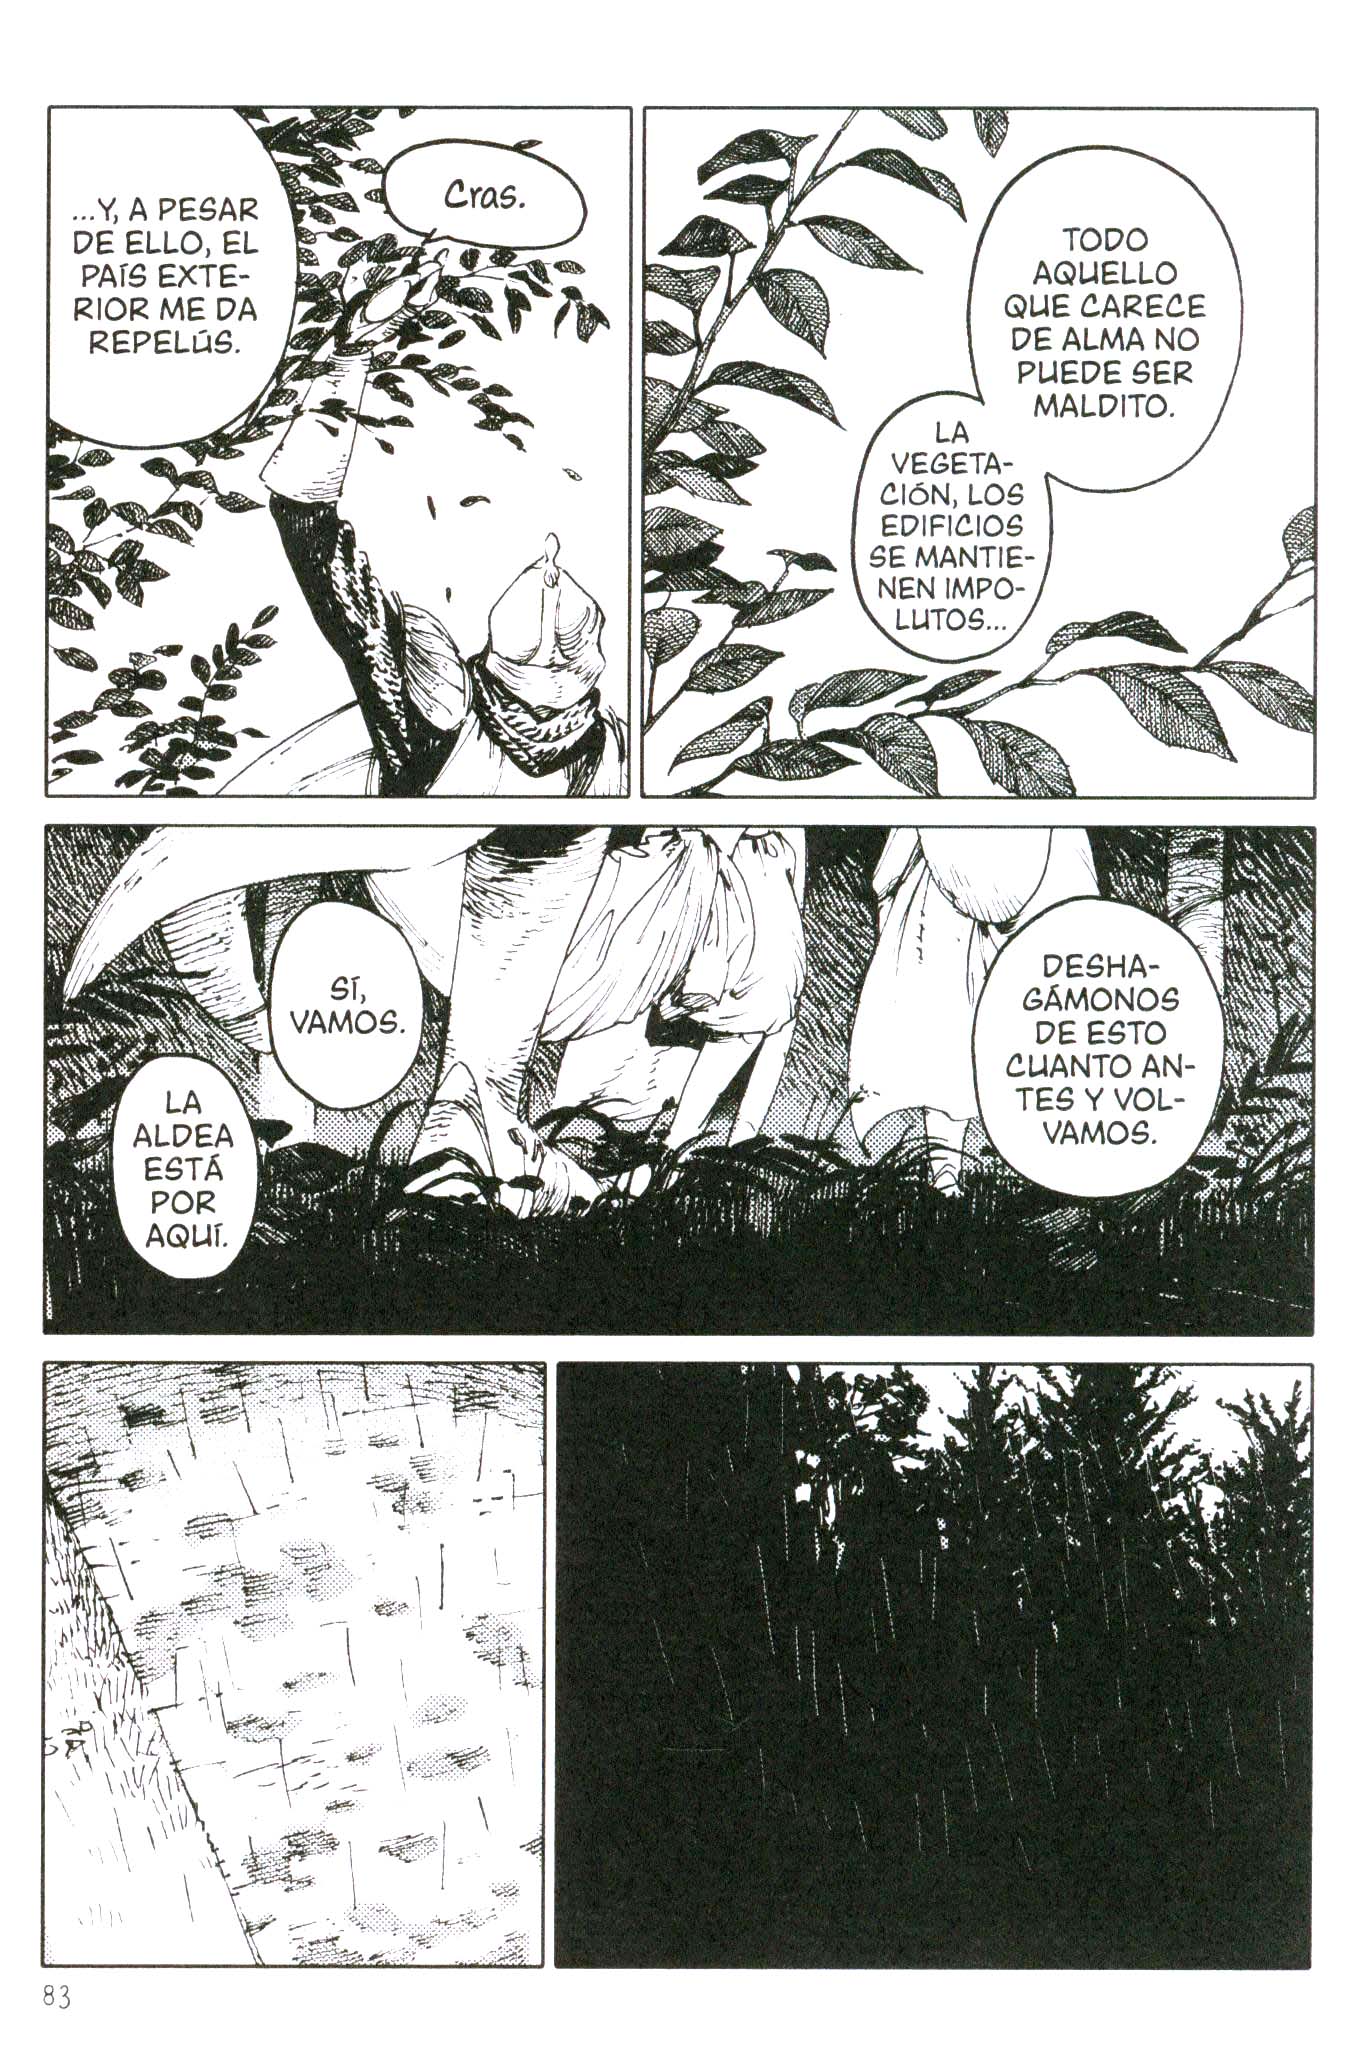 TODO
AQUELLO
QUE CARECE
DE ALMA NO
PUEDE SER
MALDITO.
LA
VEGETA-
CIÓN, LOS
EDIFICIOS
SE MANTIE-
NEN IMPO-
LUTOS...
Cras.
...Y, A PESAR
DE ELLO, EL
PAÍS EXTE-
RIOR ME DA
REPELÚS.
DESHA-
GÁMONOS
DE ESTO
CUANTO AN-
TES Y VOL-
VAMOS.
SÍ,
VAMOS.
LA
ALDEA
ESTÁ
POR
AQUÍ.
83